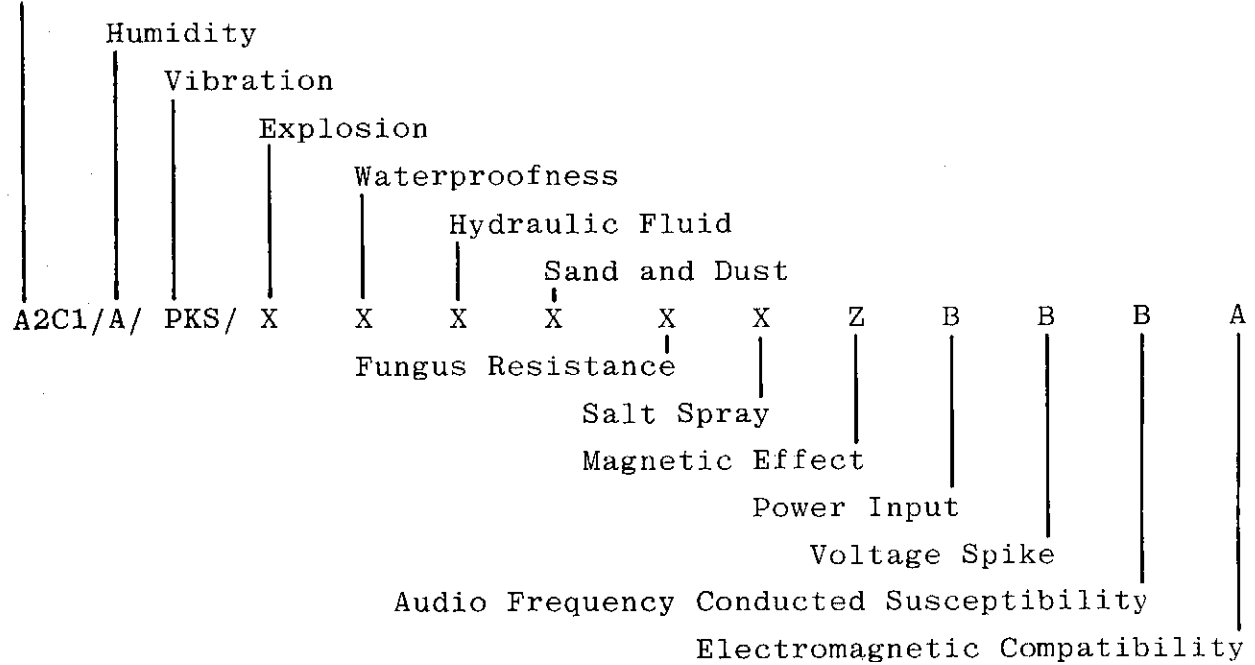 Humidity
Vibration
Explosion
Waterproofness
Hydraulic Fluid
Sand and Dust
A2C1/A/ PKS/ X X X X X X Z B B B A
Fungus Resistance
Salt Spray
Magnetic Effect
Power Input
Voltage Spike
Audio Frequency Conducted Susceptibility
Electromagnetic Compatibility